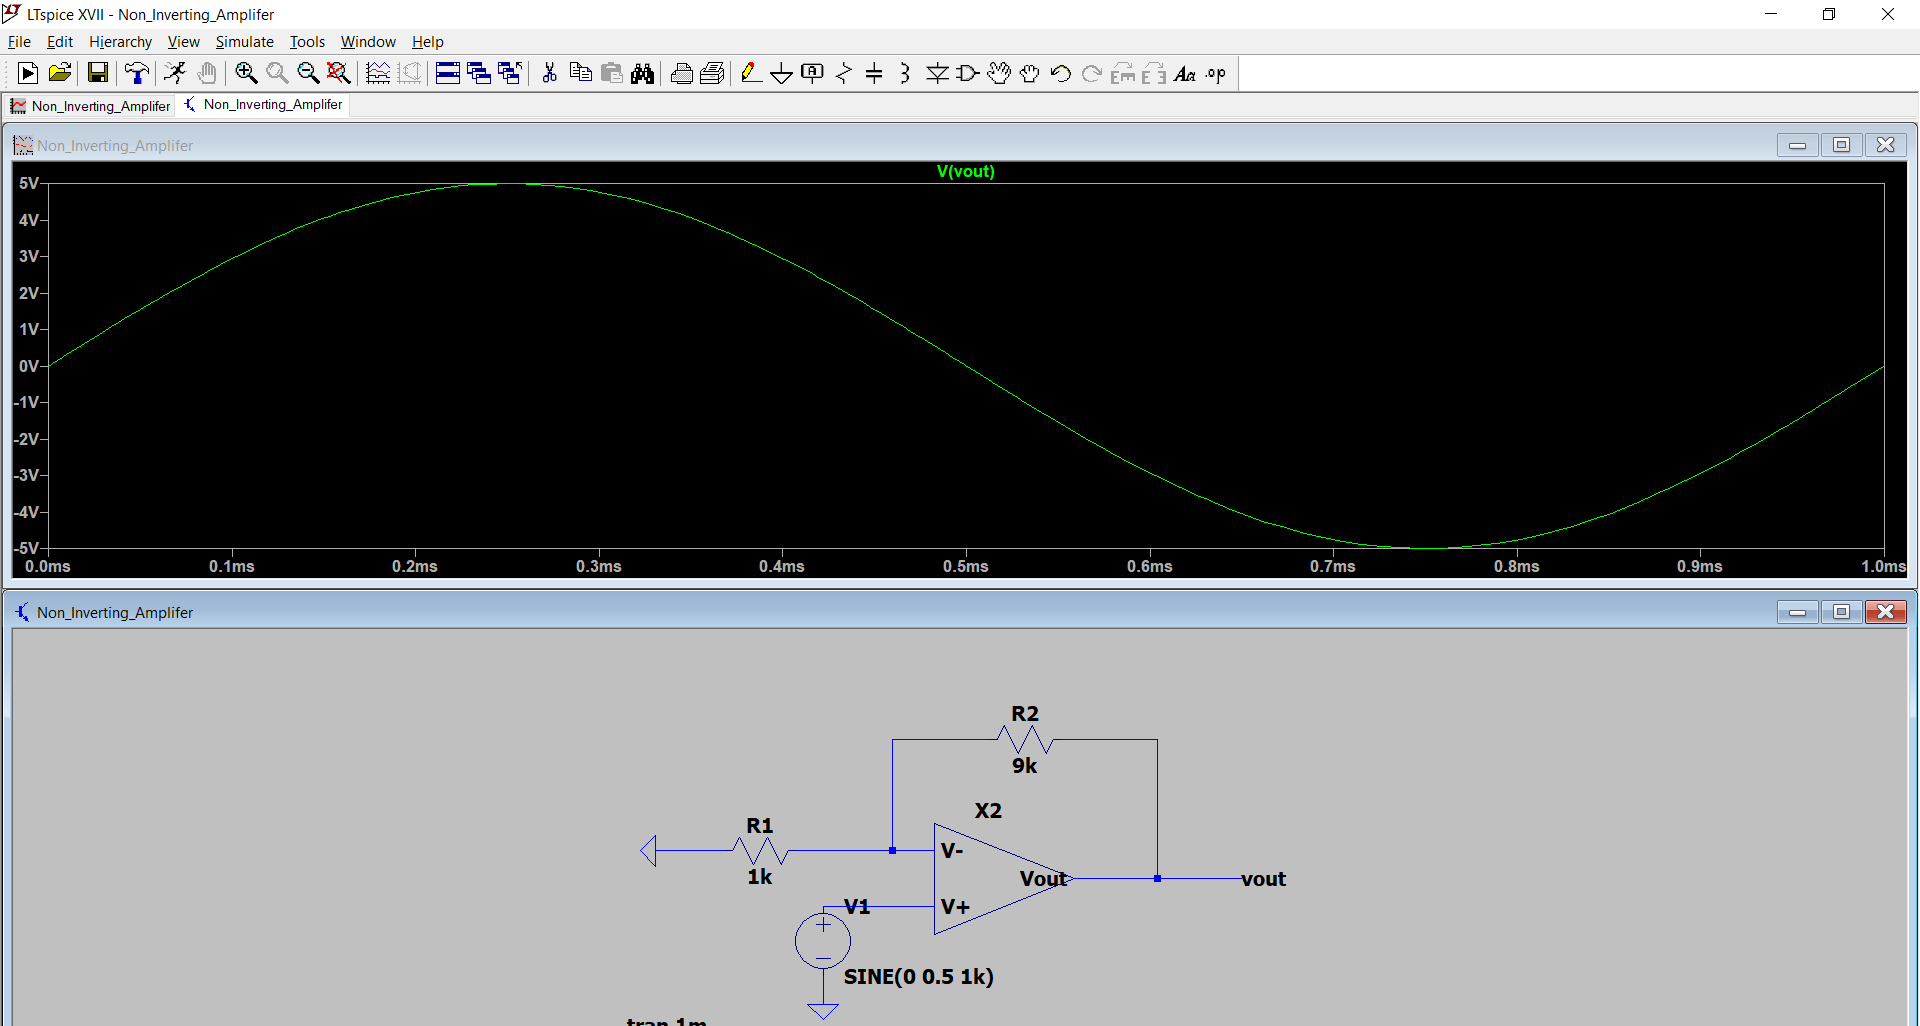 LTspice XVII - Non_Inverting_Amplifer
File Edit Hierarchy View Simulate Tools Window Help
Non_Inverting_Amplifer Non_Inverting_Amplifer
Non_Inverting_Amplifer
V(vout)
5V
4V
3V
2V
1V
0V
-1V
-2V
-3V
-4V
-5V
0.0ms 0.1ms 0.2ms 0.3ms 0.4ms 0.5ms 0.6ms 0.7ms 0.8ms 0.9ms 1.0ms
Non_Inverting_Amplifer
R2
9k
X2
R1
V-
1k
Vout
vout
V1
V+
SINE(0 0.5 1k)
tran 1m